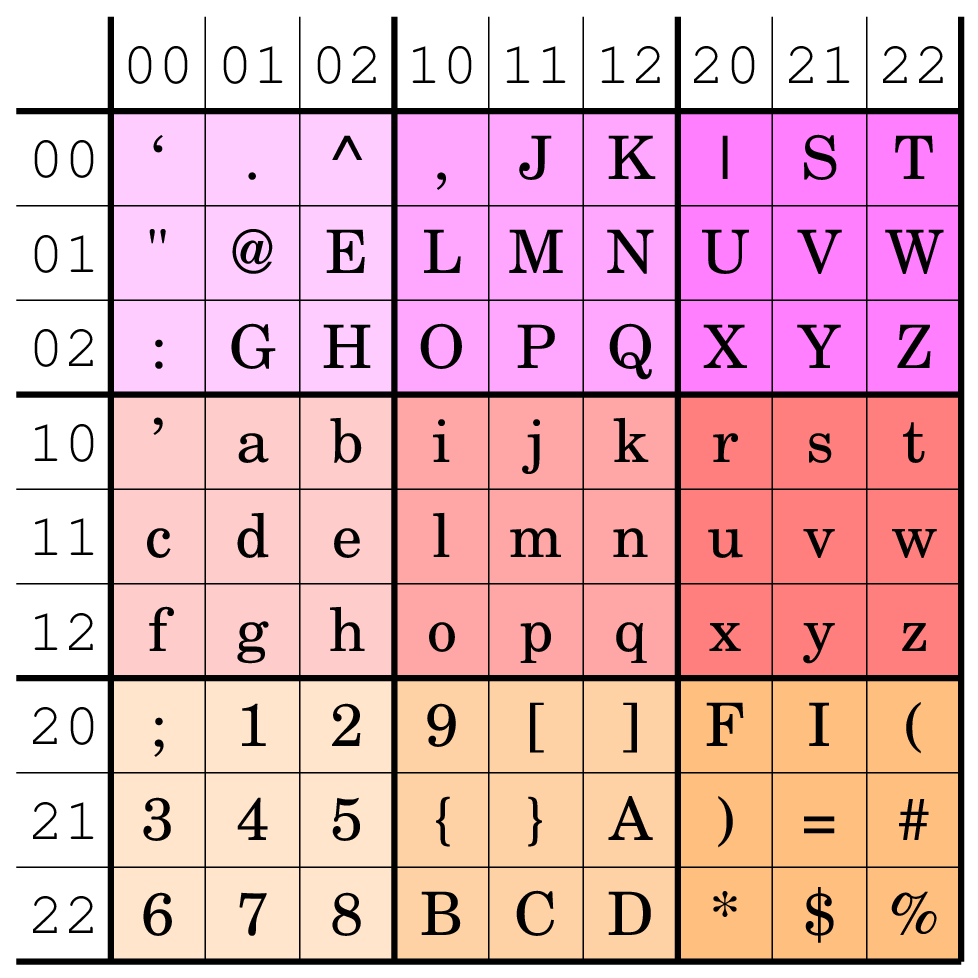 00 01 02 10 11 12 20 21 22
00 ‘ . ^ , J K | S T
01 " @ E L M N U V W
02 : G H O P Q X Y Z
10 ’ a b i j k r s t
11 c d e l m n u v w
12 f g h o p q x y z
20 ; 1 2 9 [ ] F I (
21 3 4 5 { } A ) = #
22 6 7 8 B C D * $ %